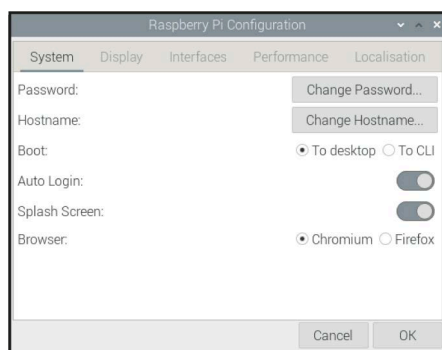 Raspberry Pi Configuration
System Display Interfaces Performance Localisation
Password: Change Password...
Hostname: Change Hostname...
Boot: To desktop To CLI
Auto Login:
Splash Screen:
Browser: Chromium Firefox
Cancel OK